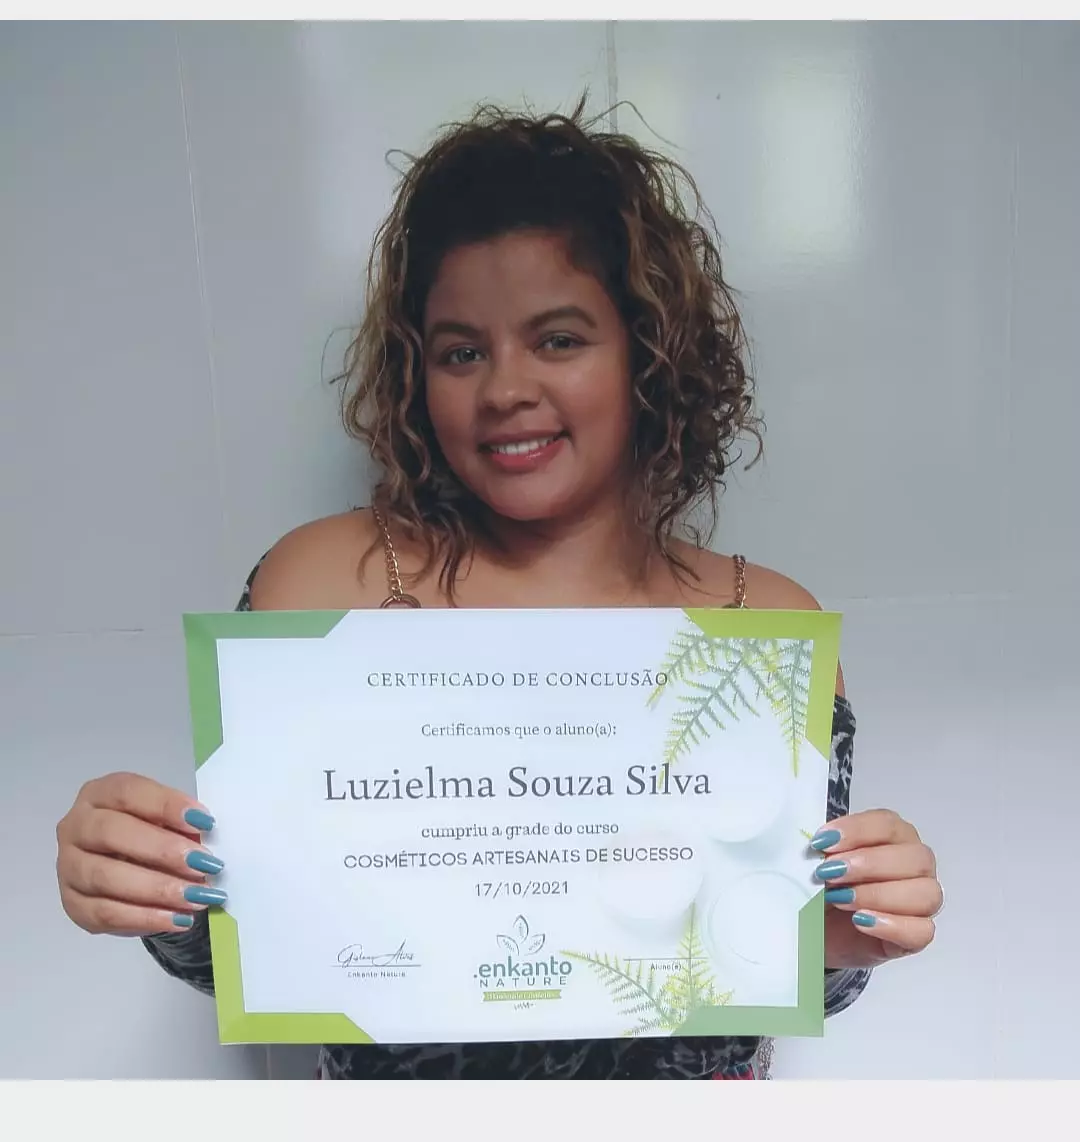 CERTIFICADO DE CONCLUSÃO
Certificamos que o aluno(a):
Luzielma Souza Silva
cumpriu a grade do curso
COSMÉTICOS ARTESANAIS DE SUCESSO
17/10/2021
Enkanto Nature
.enkanto
NATURE
Aluno(a)